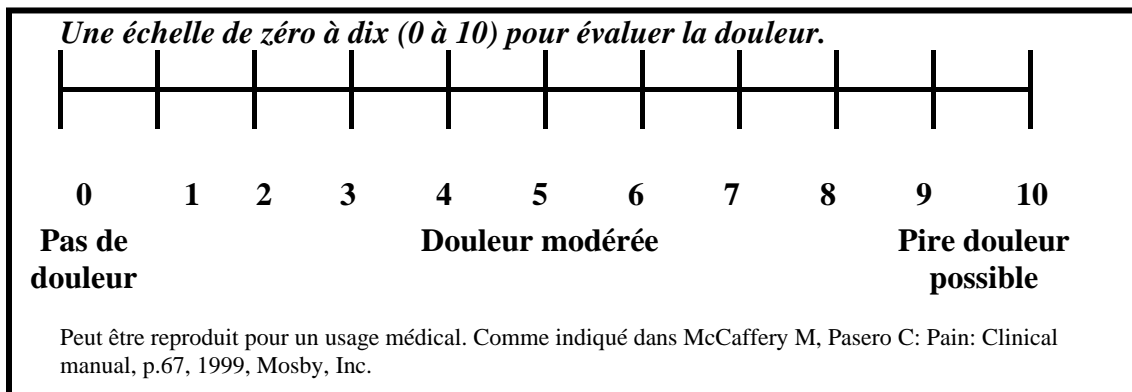 Une échelle de zéro à dix (0 à 10) pour évaluer la douleur.
0 1 2 3 4 5 6 7 8 9 10
Pas de douleur Douleur modérée Pire douleur possible
Peut être reproduit pour un usage médical. Comme indiqué dans McCaffery M, Pasero C: Pain: Clinical
manual, p.67, 1999, Mosby, Inc.